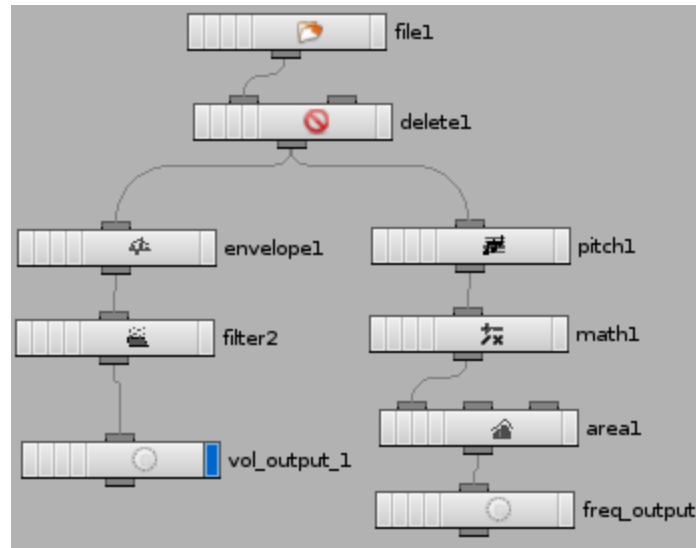 file1
delete1
envelope1
pitch1
filter2
math1
area1
vol_output_1
freq_output